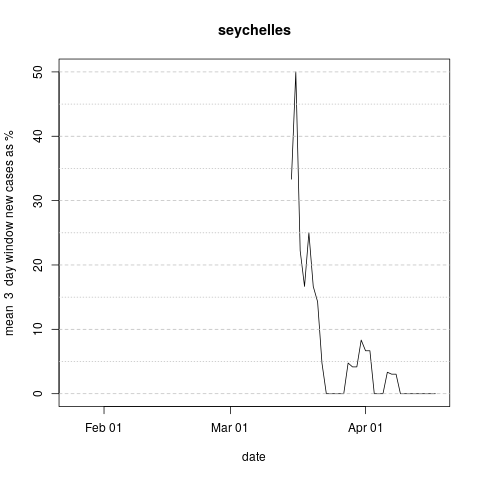 seychelles
mean 3 day window new cases as %
50
40
30
20
10
0
Feb 01
Mar 01
Apr 01
date